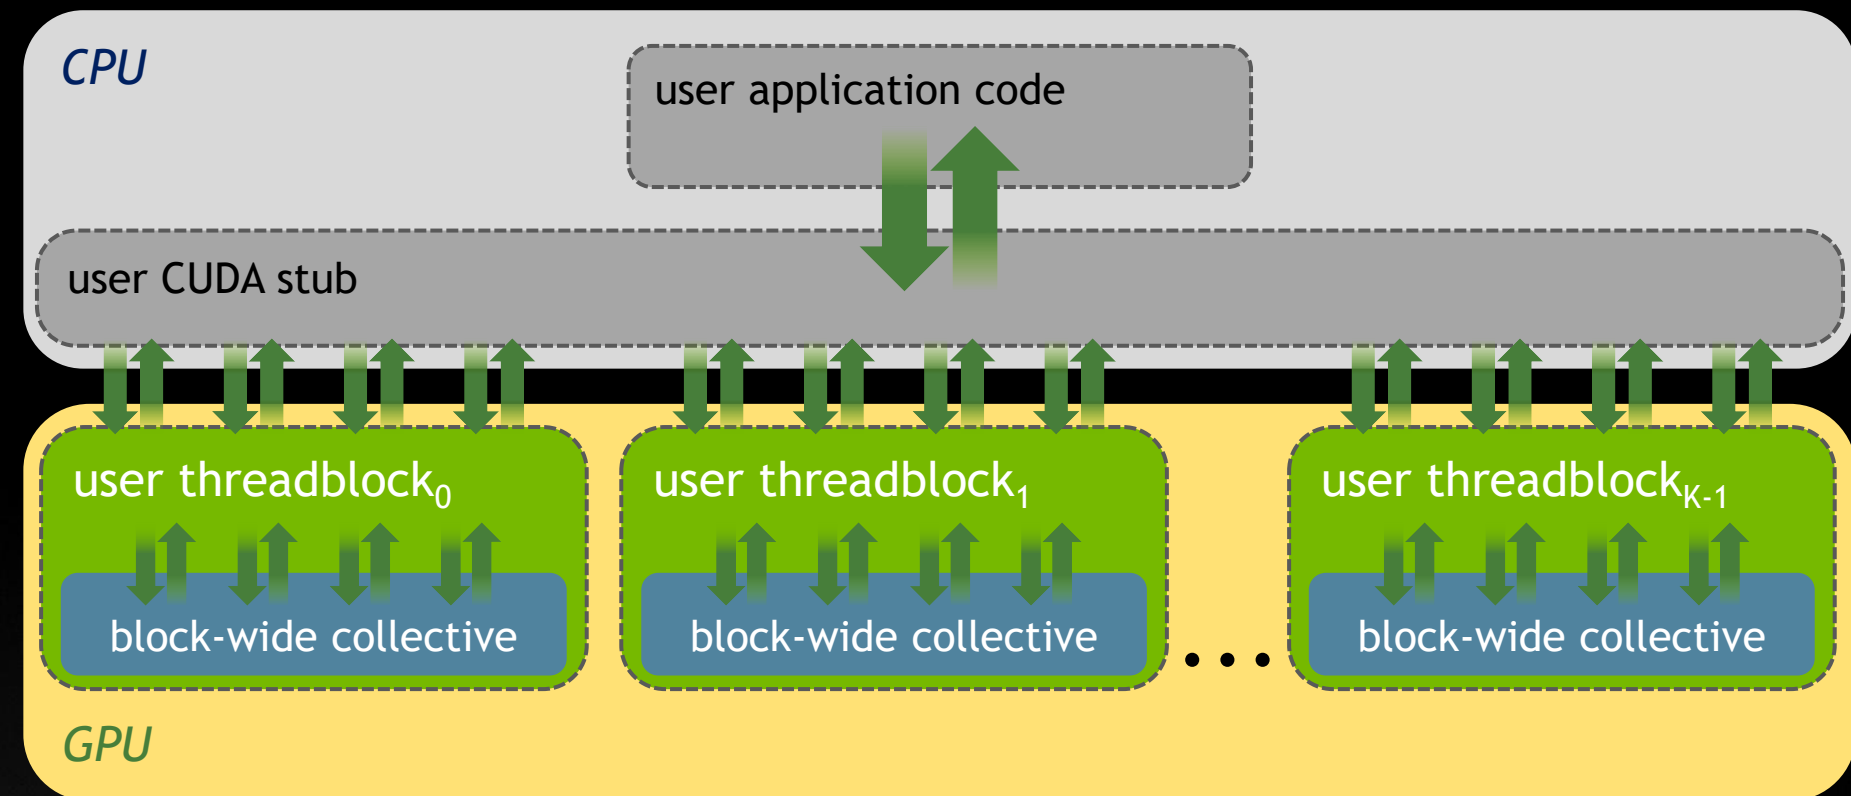 CPU
user application code
user CUDA stub
user threadblock₀
user threadblock₁
user threadblockK-1
block-wide collective
block-wide collective
...
block-wide collective
GPU